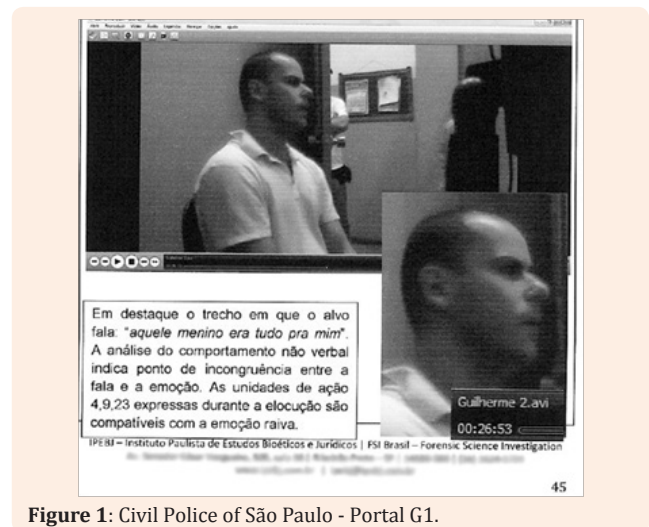 Em destaque o trecho em que o alvo
fala: "aquele menino era tudo pra mim".
A análise do comportamento não verbal
indica ponto de incongruência entre a
fala e a emoção. As unidades de ação
4,9,23 expressas durante a elocução são
compatíveis com a emoção raiva.
Guilherme 2.avi
00:26:53
IPEBJ – Instituto Paulista de Estudos Bioéticos e Jurídicos | FSI Brasil – Forensic Science Investigation
45
Figure 1: Civil Police of São Paulo - Portal G1.